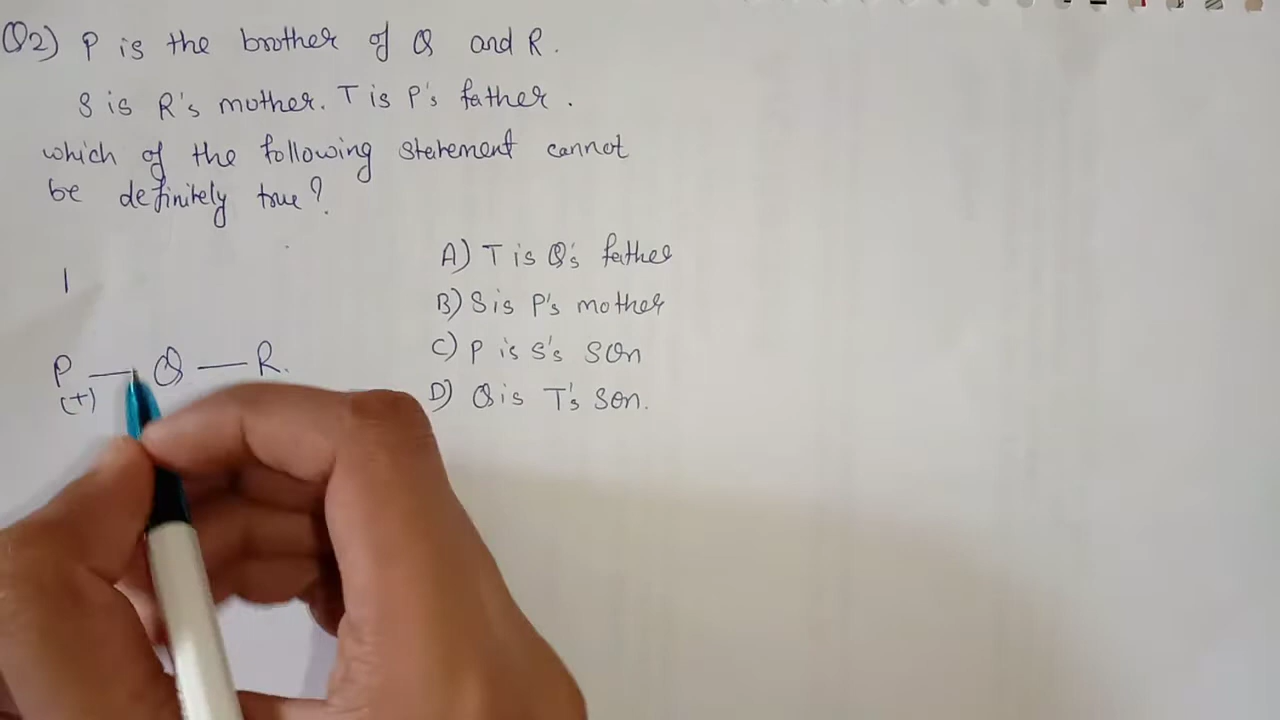 Q2) P is the brother of Q and R.
S is R's mother. T is P's father.
which of the following statement cannot
be definitely true?
A) T is Q's father
B) S is P's mother
C) P is S's son
D) Q is T's son.
P — Q — R.
(+)